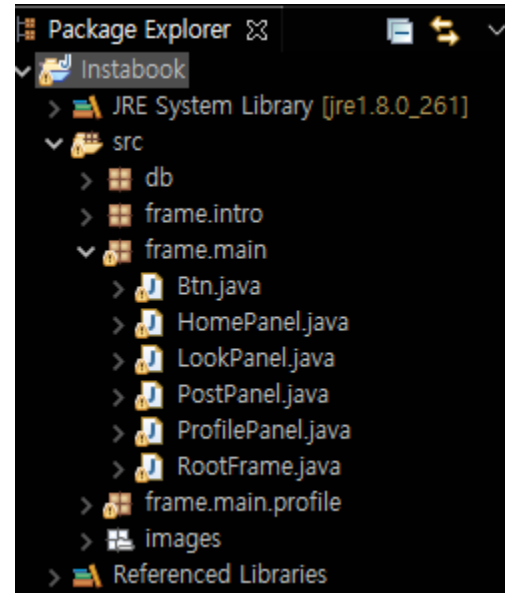 Package Explorer
Instabook
JRE System Library [jre1.8.0_261]
src
db
frame.intro
frame.main
Btn.java
HomePanel.java
LookPanel.java
PostPanel.java
ProfilePanel.java
RootFrame.java
frame.main.profile
images
Referenced Libraries